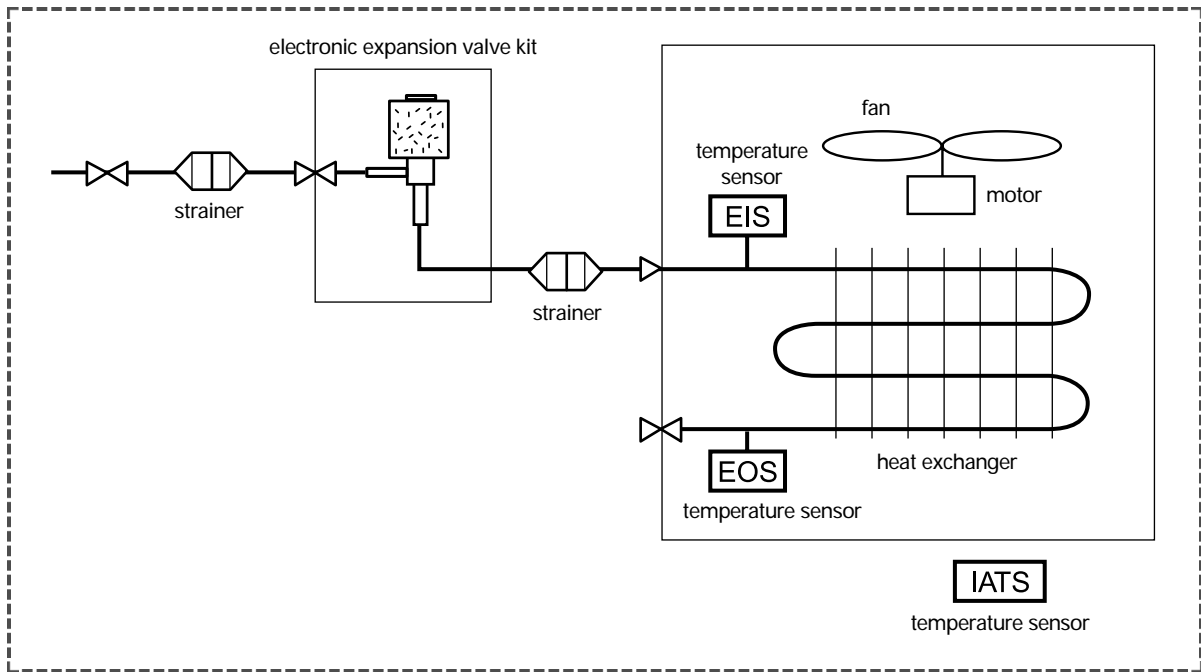 electronic expansion valve kit
fan
temperature
sensor
EIS
motor
strainer
strainer
heat exchanger
EOS
temperature sensor
IATS
temperature sensor